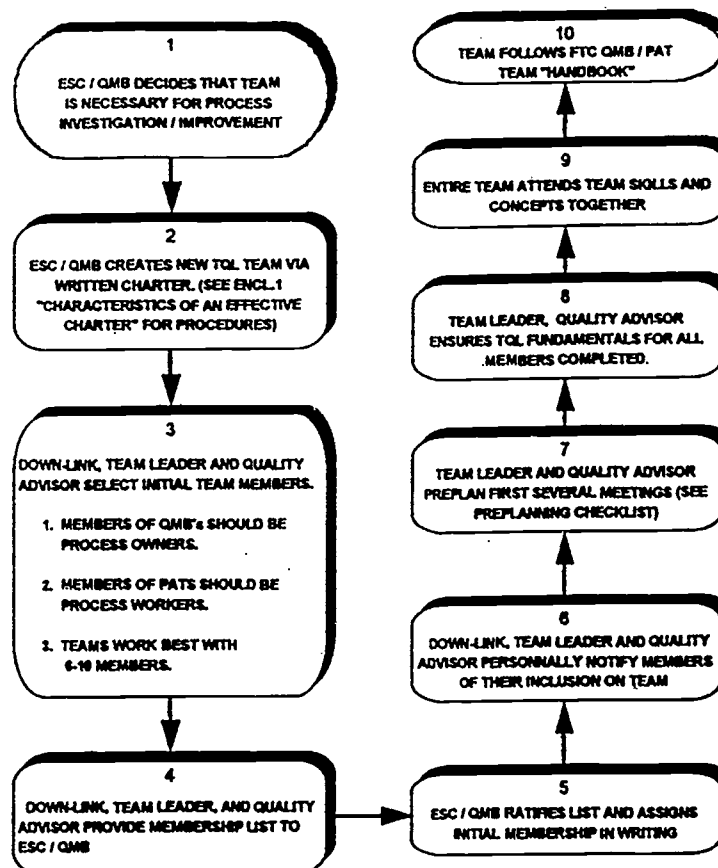 1
ESC / QMB DECIDES THAT TEAM
IS NECESSARY FOR PROCESS
INVESTIGATION / IMPROVEMENT
2
ESC / QMB CREATES NEW TQL TEAM VIA
WRITTEN CHARTER. (SEE ENCL.1
"CHARACTERISTICS OF AN EFFECTIVE
CHARTER" FOR PROCEDURES)
3
DOWN-LINK, TEAM LEADER AND QUALITY
ADVISOR SELECT INITIAL TEAM MEMBERS.
1. MEMBERS OF QMB's SHOULD BE
PROCESS OWNERS.
2. MEMBERS OF PATS SHOULD BE
PROCESS WORKERS.
3. TEAMS WORK BEST WITH
6-10 MEMBERS.
4
DOWN-LINK, TEAM LEADER, AND QUALITY
ADVISOR PROVIDE MEMBERSHIP LIST TO
ESC / QMB
5
ESC / QMB RATIFIES LIST AND ASSIGNS
INITIAL MEMBERSHIP IN WRITING
6
DOWN-LINK, TEAM LEADER AND QUALITY
ADVISOR PERSONNALLY NOTIFY MEMBERS
OF THEIR INCLUSION ON TEAM
7
TEAM LEADER AND QUALITY ADVISOR
PREPLAN FIRST SEVERAL MEETINGS (SEE
PREPLANNING CHECKLIST)
8
TEAM LEADER, QUALITY ADVISOR
ENSURES TQL FUNDAMENTALS FOR ALL
MEMBERS COMPLETED.
9
ENTIRE TEAM ATTENDS TEAM SKILLS AND
CONCEPTS TOGETHER
10
TEAM FOLLOWS FTC QMB / PAT
TEAM "HANDBOOK"